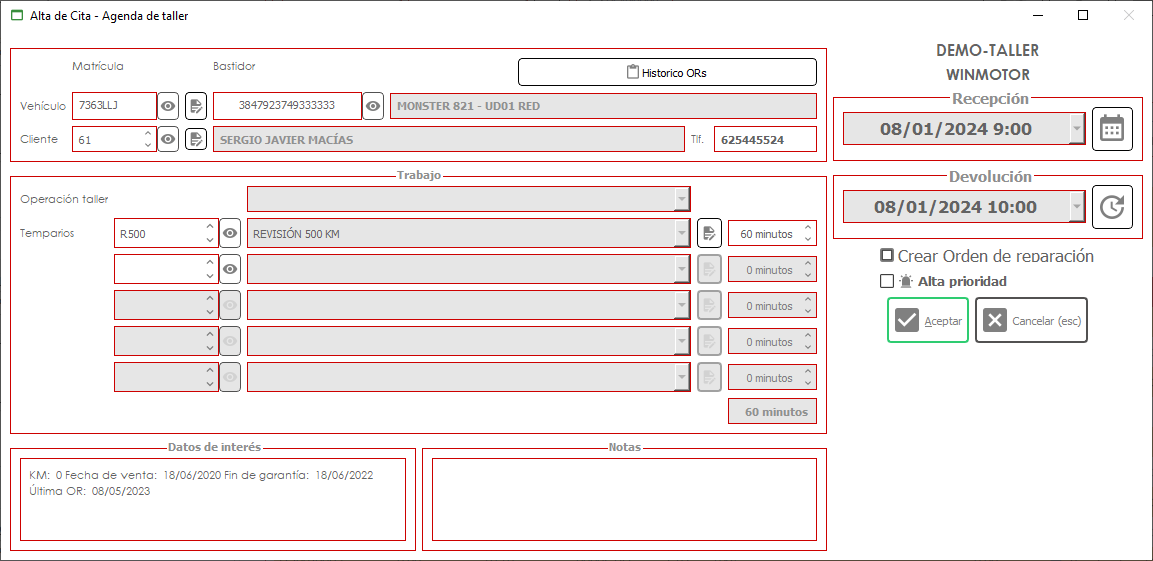 Alta de Cita - Agenda de taller
Matrícula Bastidor
Historico ORs
Vehículo 7363LLJ 3847923749333333 MONSTER 821 - UD01 RED
Cliente 61 SERGIO JAVIER MACÍAS Tlf. 625445524
Trabajo
Operación taller
Temparios R500 REVISIÓN 500 KM 60 minutos
0 minutos
0 minutos
0 minutos
0 minutos
60 minutos
Datos de interés
KM: 0 Fecha de venta: 18/06/2020 Fin de garantía: 18/06/2022
Última OR: 08/05/2023
Notas
DEMO-TALLER
WINMOTOR
Recepción
08/01/2024 9:00
Devolución
08/01/2024 10:00
Crear Orden de reparación
Alta prioridad
Aceptar Cancelar (esc)